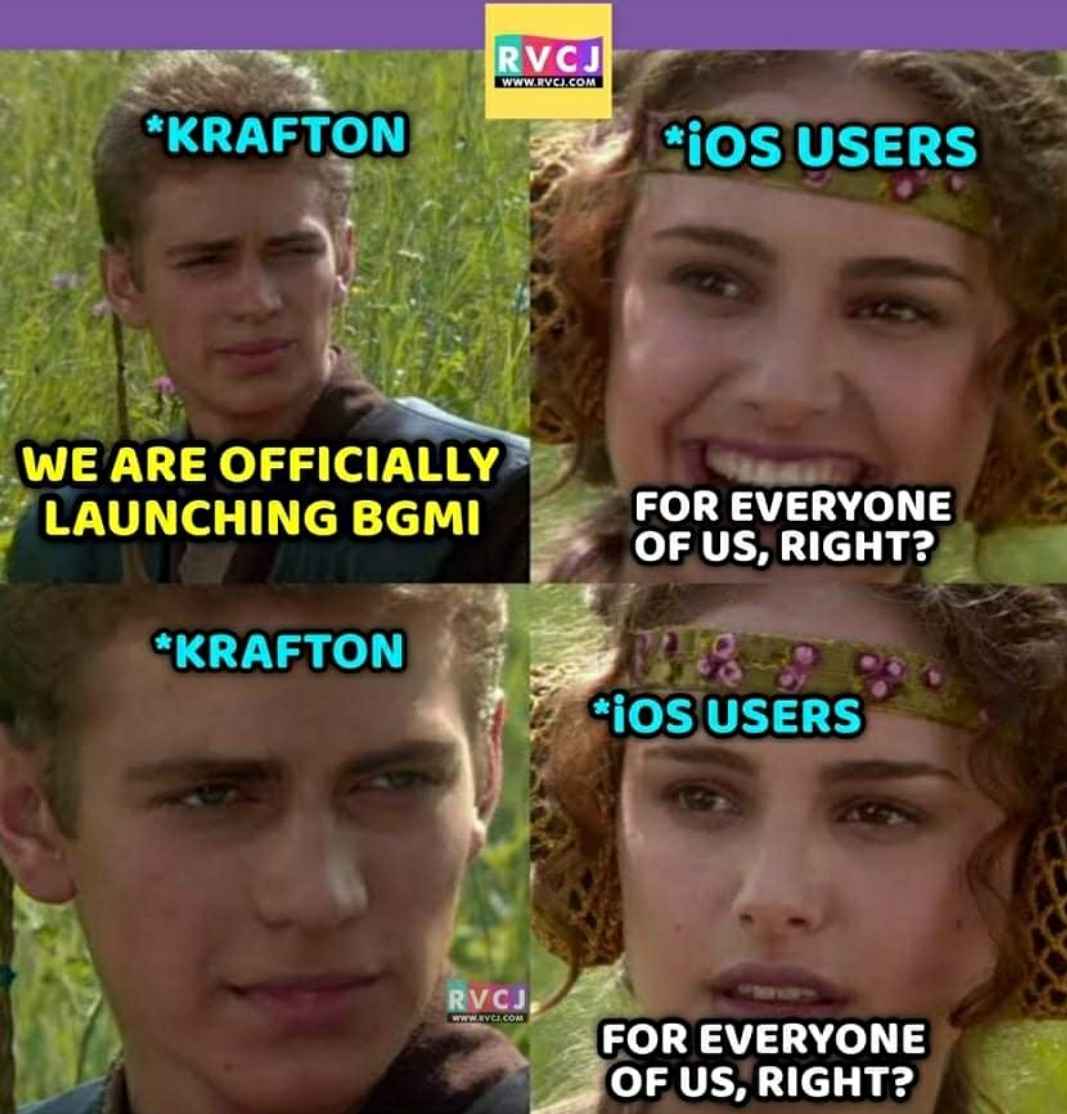 RVCJ
WWW.RVCJ.COM
*KRAFTON
*iOS USERS
WE ARE OFFICIALLY
LAUNCHING BGMI
FOR EVERYONE
OF US, RIGHT?
*KRAFTON
*iOS USERS
RVCJ
WWW.RVCJ.COM
FOR EVERYONE
OF US, RIGHT?